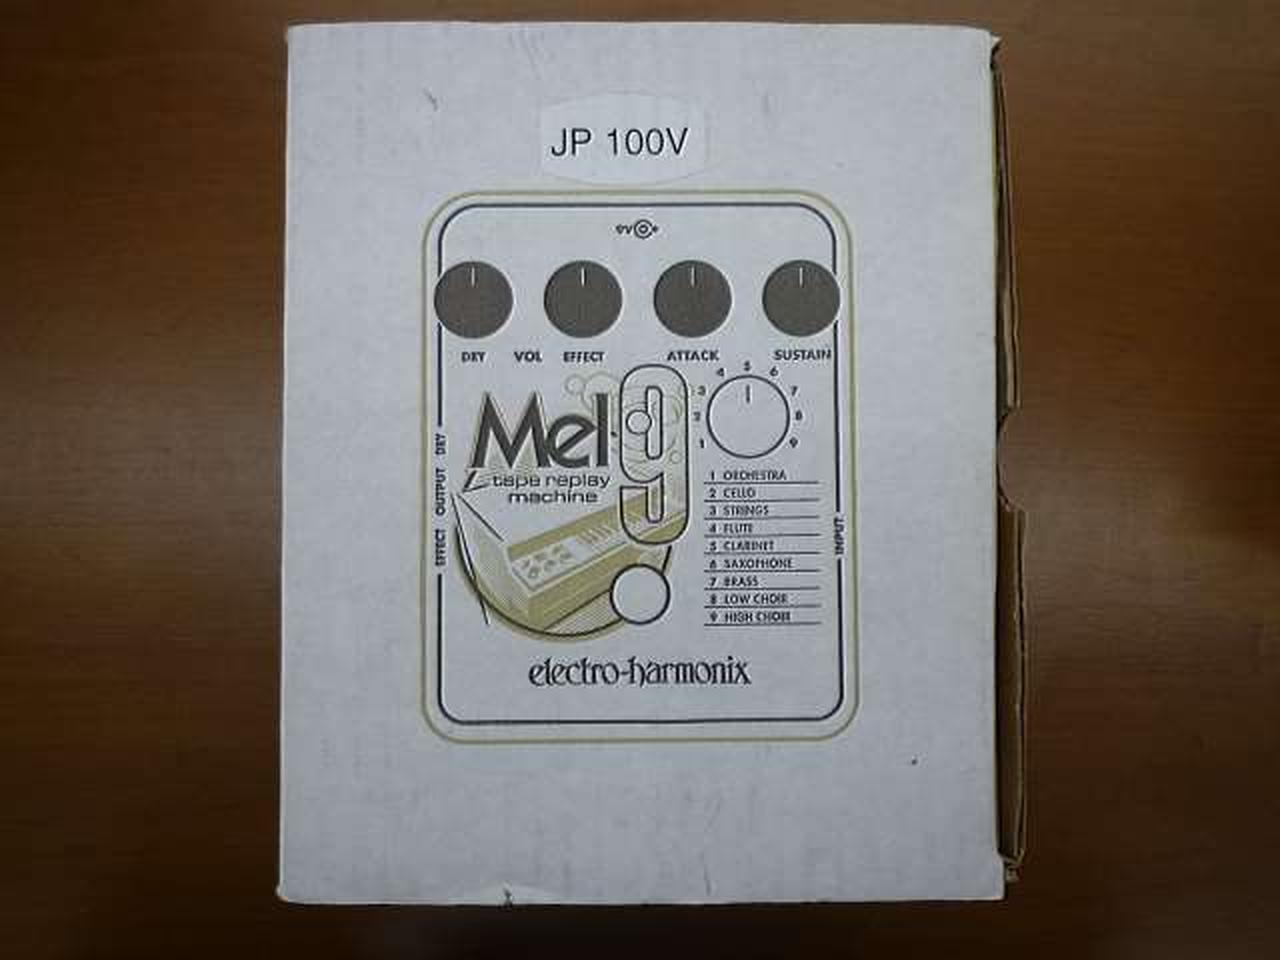 JP 100V
9V
DRY VOL EFFECT ATTACK SUSTAIN
1 2 3 4 5 6 7 8 9
Mel9
tape replay
machine
1 ORCHESTRA
2 CELLO
3 STRINGS
4 FLUTE
5 CLARINET
6 SAXOPHONE
7 BRASS
8 LOW CHOIR
9 HIGH CHOIR
EFFECT OUTPUT DRY
INPUT
electro-harmonix